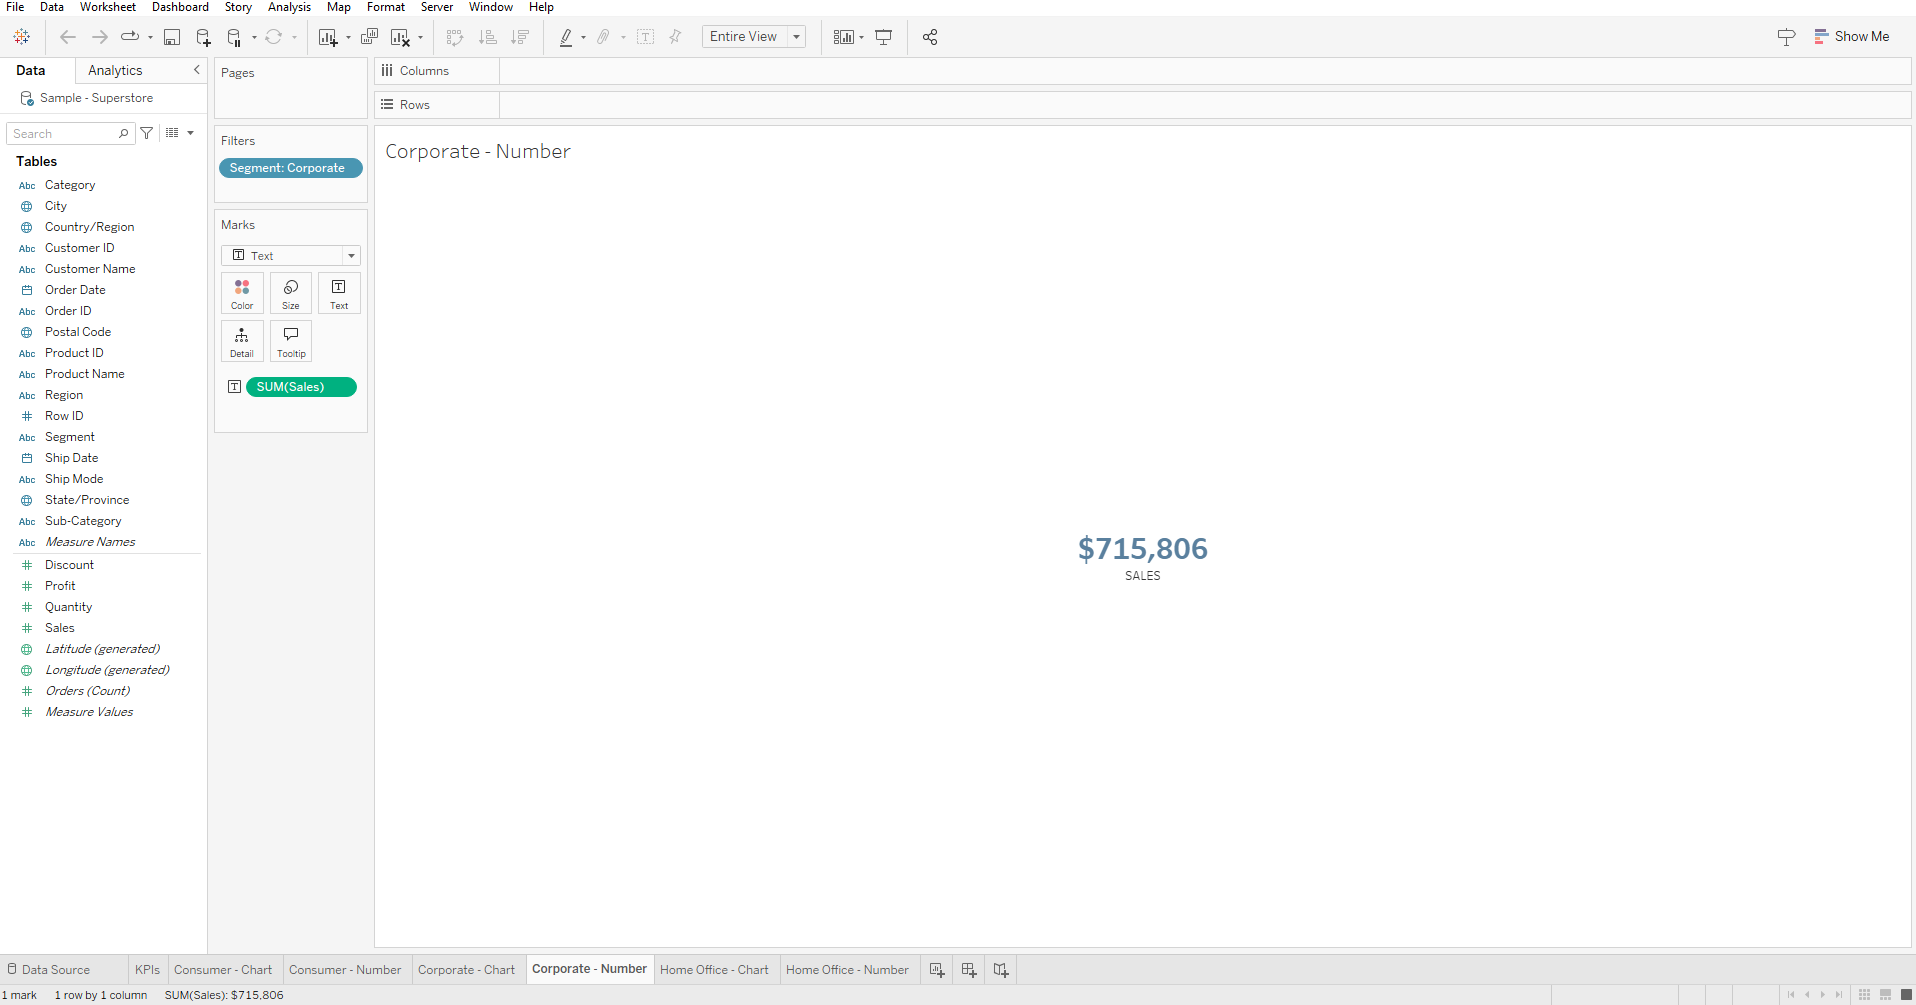 File Data Worksheet Dashboard Story Analysis Map Format Server Window Help
Entire View
Show Me
Data Analytics
Sample - Superstore
Search
Tables
Abc Category
City
Country/Region
Abc Customer ID
Abc Customer Name
Order Date
Abc Order ID
Postal Code
Abc Product ID
Abc Product Name
Abc Region
Row ID
Abc Segment
Ship Date
Abc Ship Mode
State/Province
Abc Sub-Category
Abc Measure Names
Discount
Profit
Quantity
Sales
Latitude (generated)
Longitude (generated)
Orders (Count)
Measure Values
Pages
Filters
Segment: Corporate
Marks
Text
Color Size Text
Detail Tooltip
SUM(Sales)
Columns
Rows
Corporate - Number
$715,806
SALES
Data Source KPIs Consumer - Chart Consumer - Number Corporate - Chart Corporate - Number Home Office - Chart Home Office - Number
1 mark 1 row by 1 column SUM(Sales): $715,806